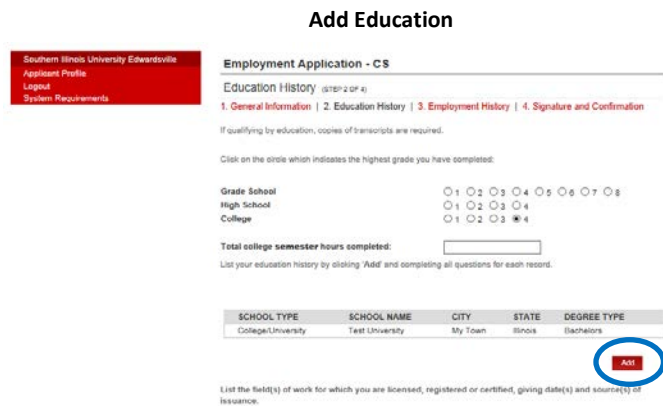 Add Education
Southern Illinois University Edwardsville
Applicant Profile
Logout
System Requirements
Employment Application - CS
Education History (STEP 2 OF 4)
1. General Information | 2. Education History | 3. Employment History | 4. Signature and Confirmation
If qualifying by education, copies of transcripts are required.
Click on the circle which indicates the highest grade you have completed:
Grade School 1 2 3 4 5 6 7 8
High School 1 2 3 4
College 1 2 3 4
Total college semester hours completed:
List your education history by clicking 'Add' and completing all questions for each record.
SCHOOL TYPE SCHOOL NAME CITY STATE DEGREE TYPE
College/University Test University My Town Illinois Bachelors
Add
List the field(s) of work for which you are licensed, registered or certified, giving date(s) and source(s) of
issuance.